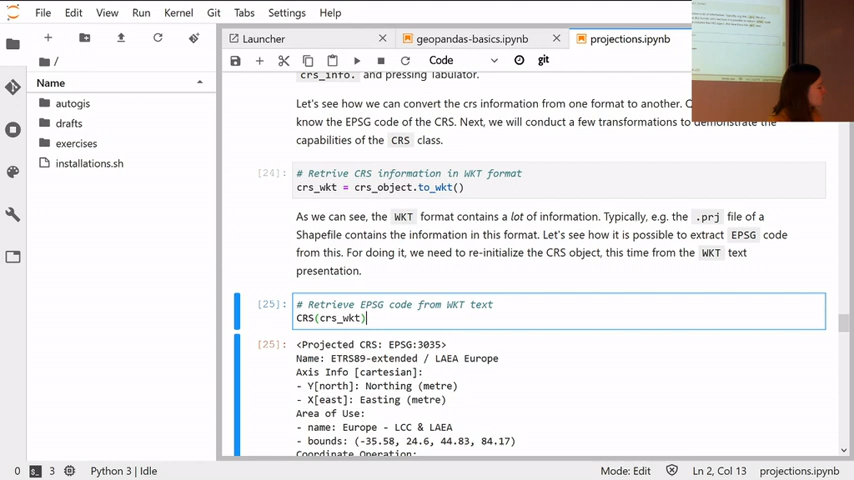 File Edit View Run Kernel Git Tabs Settings Help
Launcher
geopandas-basics.ipynb
projections.ipynb
Code
git
/
Name
autogis
drafts
exercises
installations.sh
crs_info. and pressing Tabulator.
Let's see how we can convert the crs information from one format to another.
know the EPSG code of the CRS. Next, we will conduct a few transformations to demonstrate the
capabilities of the CRS class.
[24]:
# Retrive CRS information in WKT format
crs_wkt = crs_object.to_wkt()
As we can see, the WKT format contains a lot of information. Typically, e.g. the .prj file of a
Shapefile contains the information in this format. Let's see how it is possible to extract EPSG code
from this. For doing it, we need to re-initialize the CRS object, this time from the WKT text
presentation.
[25]:
# Retrieve EPSG code from WKT text
CRS(crs_wkt)
[25]:
<Projected CRS: EPSG:3035>
Name: ETRS89-extended / LAEA Europe
Axis Info [cartesian]:
- Y[north]: Northing (metre)
- X[east]: Easting (metre)
Area of Use:
- name: Europe - LCC & LAEA
- bounds: (-35.58, 24.6, 44.83, 84.17)
Coordinate Operation:
0 3 Python 3 | Idle Mode: Edit Ln 2, Col 13 projections.ipynb